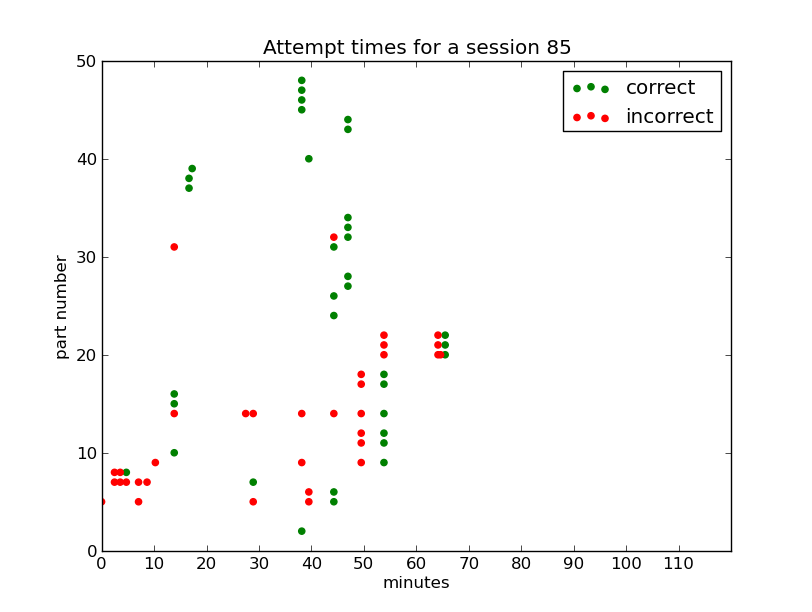 Attempt times for a session 85
correct
incorrect
50
40
30
20
10
0
part number
0 10 20 30 40 50 60 70 80 90 100 110
minutes